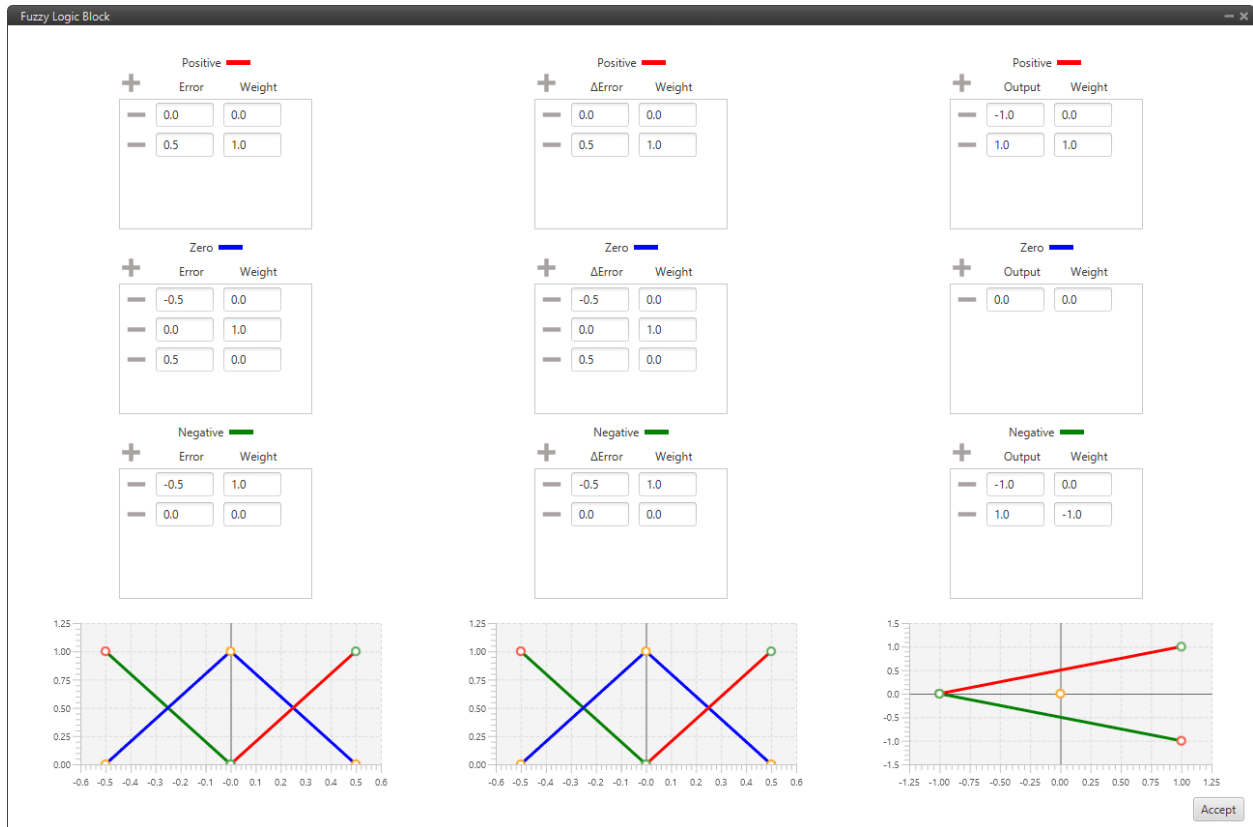 Fuzzy Logic Block
Positive
Error Weight
0.0 0.0
0.5 1.0
Zero
Error Weight
-0.5 0.0
0.0 1.0
0.5 0.0
Negative
Error Weight
-0.5 1.0
0.0 0.0
1.25
1.00
0.75
0.50
0.25
0.00
-0.6 -0.5 -0.4 -0.3 -0.2 -0.1 -0.0 0.1 0.2 0.3 0.4 0.5 0.6
Positive
ΔError Weight
0.0 0.0
0.5 1.0
Zero
ΔError Weight
-0.5 0.0
0.0 1.0
0.5 0.0
Negative
ΔError Weight
-0.5 1.0
0.0 0.0
1.25
1.00
0.75
0.50
0.25
0.00
-0.6 -0.5 -0.4 -0.3 -0.2 -0.1 -0.0 0.1 0.2 0.3 0.4 0.5 0.6
Positive
Output Weight
-1.0 0.0
1.0 1.0
Zero
Output Weight
0.0 0.0
Negative
Output Weight
-1.0 0.0
1.0 -1.0
1.5
1.0
0.5
0.0
-0.5
-1.0
-1.5
-1.25 -1.00 -0.75 -0.50 -0.25 0.00 0.25 0.50 0.75 1.00 1.25
Accept